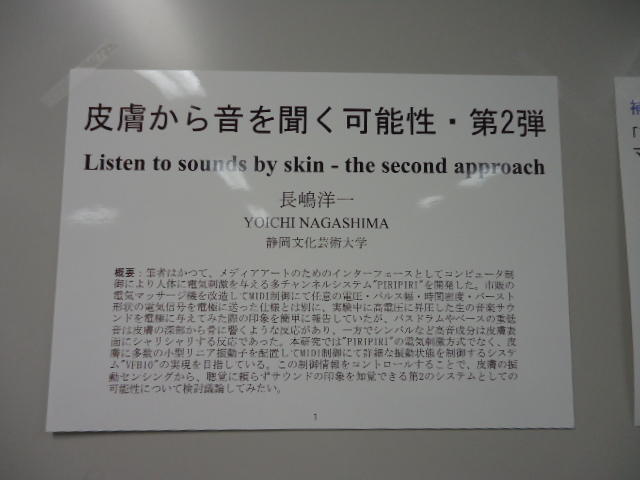 皮膚から音を聞く可能性・第2弾
Listen to sounds by skin - the second approach
長嶋洋一
YOICHI NAGASHIMA
静岡文化芸術大学
概要：筆者はかつて、メディアアートのためのインターフェースとしてコンピュータ制
御により人体に電気刺激を与える多チャンネルシステム"PIRIPIRI"を開発した。市販の
電気マッサージ機を改造してMIDI制御にて任意の電圧・パルス幅・時間密度・バースト
形状の電気信号を電極に送った仕様とは別に、実験中に高電圧に昇圧した生の音楽サウ
ンドを電極に与えてみた際の印象を簡単に報告していたが、バスドラムやベースの重低
音は皮膚の深部から骨に響くような反応があり、一方でシンバルなど高音成分は皮膚表
面にシャリシャリする反応であった。本研究では"PIRIPIRI"の電気刺激方式でなく、皮
膚に多数の小型リニア振動子を配置してMIDI制御にて詳細な振動状態を制御するシステ
ム"VFB10"の実現を目指している。この制御情報をコントロールすることで、皮膚の振
動センシングから、聴覚に頼らずサウンドの印象を知覚できる第2のシステムとしての
可能性について検討議論してみたい。
1